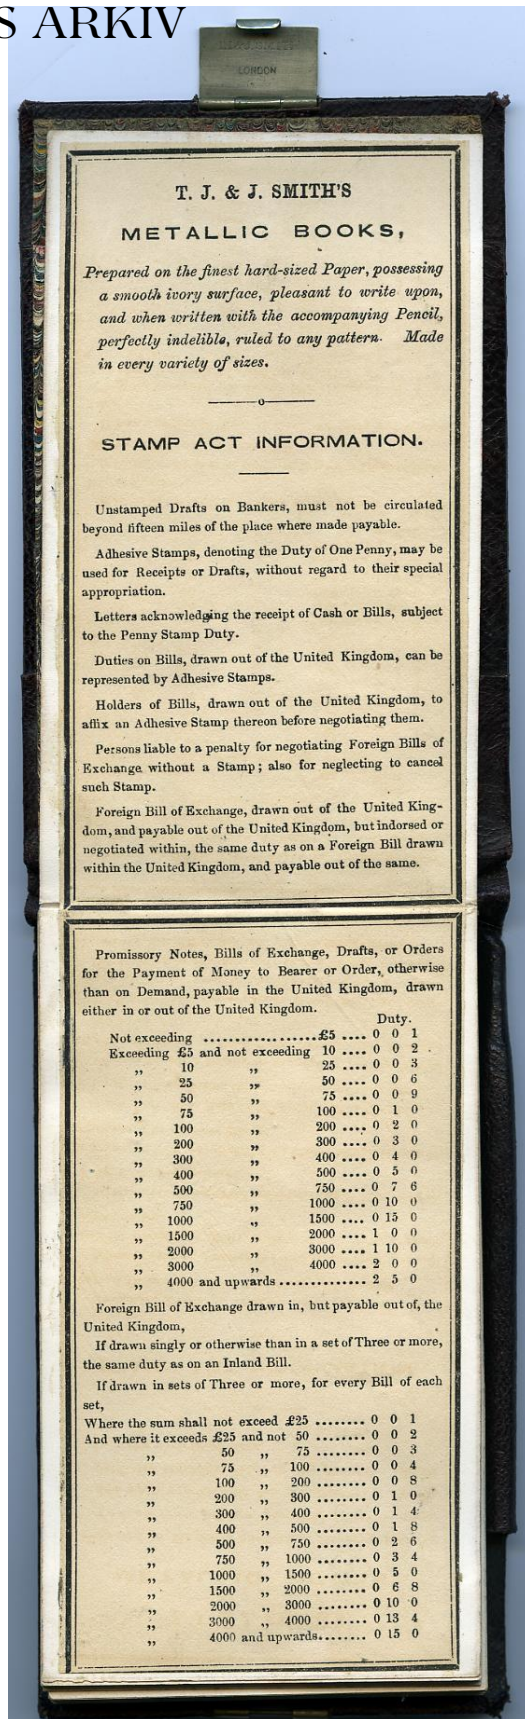 S ARKIV
LONDON
T. J. & J. SMITH'S
METALLIC BOOKS,
Prepared on the finest hard-sized Paper, possessing
a smooth ivory surface, pleasant to write upon,
and when written with the accompanying Pencil,
perfectly indelible, ruled to any pattern. Made
in every variety of sizes.
STAMP ACT INFORMATION.
Unstamped Drafts on Bankers, must not be circulated
beyond fifteen miles of the place where made payable.
Adhesive Stamps, denoting the Duty of One Penny, may be
used for Receipts or Drafts, without regard to their special
appropriation.
Letters acknowledging the receipt of Cash or Bills, subject
to the Penny Stamp Duty.
Duties on Bills, drawn out of the United Kingdom, can be
represented by Adhesive Stamps.
Holders of Bills, drawn out of the United Kingdom, to
affix an Adhesive Stamp thereon before negotiating them.
Persons liable to a penalty for negotiating Foreign Bills of
Exchange without a Stamp; also for neglecting to cancel
such Stamp.
Foreign Bill of Exchange, drawn out of the United King-
dom, and payable out of the United Kingdom, but indorsed or
negotiated within, the same duty as on a Foreign Bill drawn
within the United Kingdom, and payable out of the same.
Promissory Notes, Bills of Exchange, Drafts, or Orders
for the Payment of Money to Bearer or Order, otherwise
than on Demand, payable in the United Kingdom, drawn
either in or out of the United Kingdom.
Duty.
Not exceeding ....................£5 .... 0 0 1
Exceeding £5 and not exceeding 10 .... 0 0 2
„ 10 „ 25 .... 0 0 3
„ 25 „ 50 .... 0 0 6
„ 50 „ 75 .... 0 0 9
„ 75 „ 100 .... 0 1 0
„ 100 „ 200 .... 0 2 0
„ 200 „ 300 .... 0 3 0
„ 300 „ 400 .... 0 4 0
„ 400 „ 500 .... 0 5 0
„ 500 „ 750 .... 0 7 6
„ 750 „ 1000 .... 0 10 0
„ 1000 „ 1500 .... 0 15 0
„ 1500 „ 2000 .... 1 0 0
„ 2000 „ 3000 .... 1 10 0
„ 3000 „ 4000 .... 2 0 0
„ 4000 and upwards .............. 2 5 0
Foreign Bill of Exchange drawn in, but payable out of, the
United Kingdom,
If drawn singly or otherwise than in a set of Three or more,
the same duty as on an Inland Bill.
If drawn in sets of Three or more, for every Bill of each
set,
Where the sum shall not exceed £25 ........ 0 0 1
And where it exceeds £25 and not 50 ........ 0 0 2
„ 50 „ 75 ........ 0 0 3
„ 75 „ 100 ........ 0 0 4
„ 100 „ 200 ........ 0 0 8
„ 200 „ 300 ........ 0 1 0
„ 300 „ 400 ........ 0 1 4
„ 400 „ 500 ........ 0 1 8
„ 500 „ 750 ........ 0 2 6
„ 750 „ 1000 ........ 0 3 4
„ 1000 „ 1500 ........ 0 5 0
„ 1500 „ 2000 ........ 0 6 8
„ 2000 „ 3000 ........ 0 10 0
„ 3000 „ 4000 ........ 0 13 4
„ 4000 and upwards........ 0 15 0